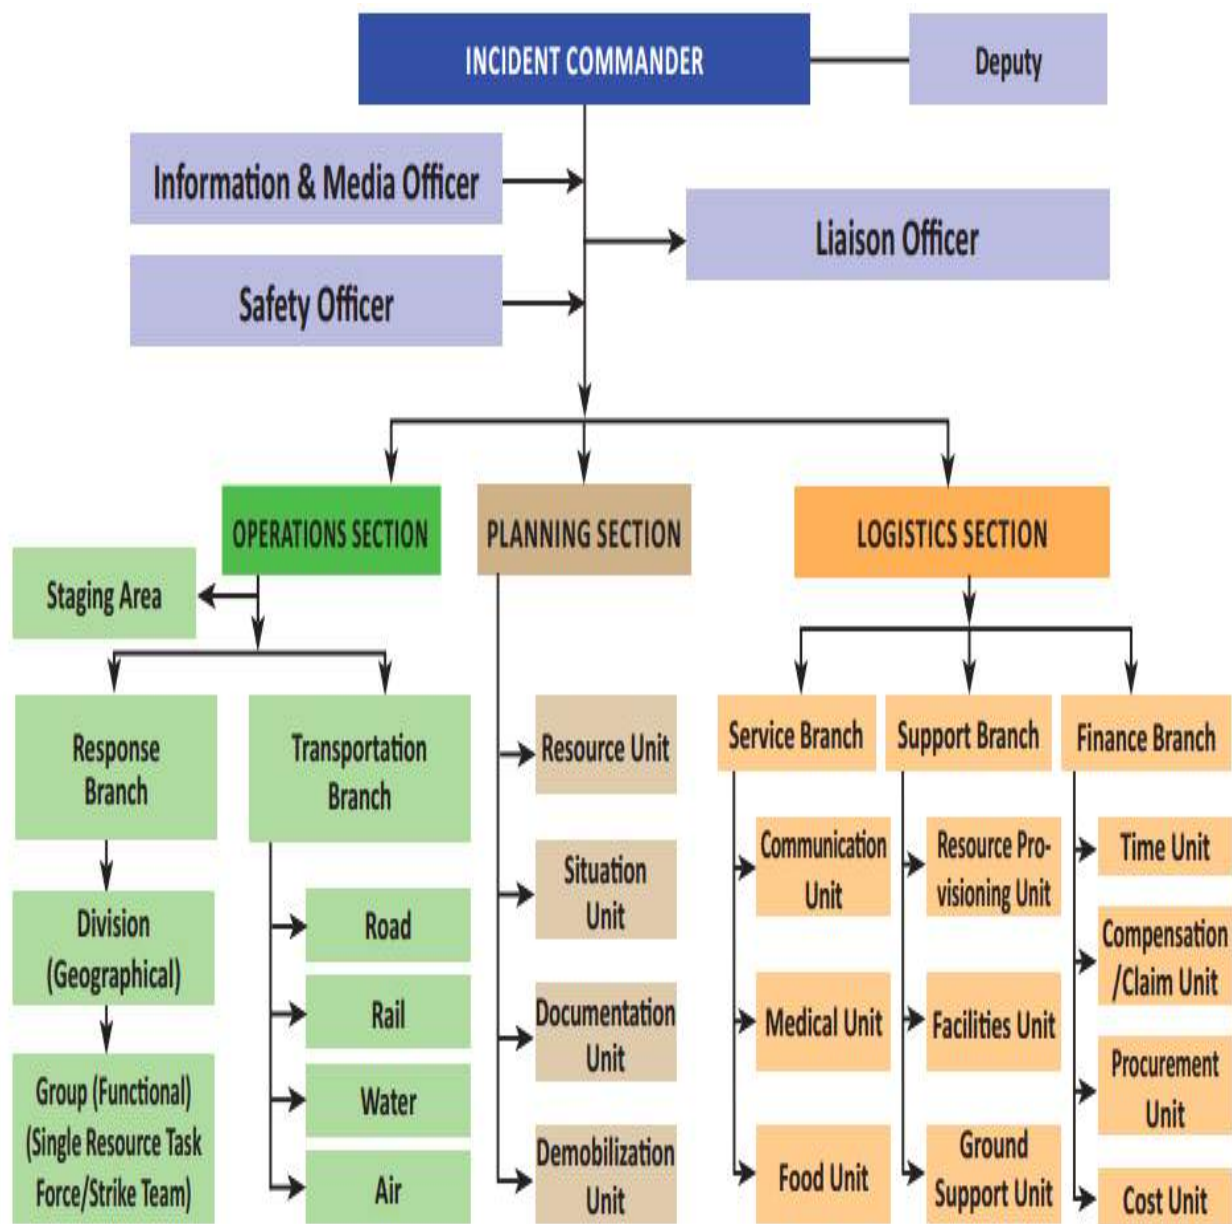 INCIDENT COMMANDER
Deputy
Information & Media Officer
Liaison Officer
Safety Officer
OPERATIONS SECTION
PLANNING SECTION
LOGISTICS SECTION
Staging Area
Response
Branch
Transportation
Branch
Division
(Geographical)
Group (Functional)
(Single Resource Task
Force/Strike Team)
Road
Rail
Water
Air
Resource Unit
Situation
Unit
Documentation
Unit
Demobilization
Unit
Service Branch
Support Branch
Finance Branch
Communication
Unit
Medical Unit
Food Unit
Resource Pro-
visioning Unit
Facilities Unit
Ground
Support Unit
Time Unit
Compensation
/Claim Unit
Procurement
Unit
Cost Unit